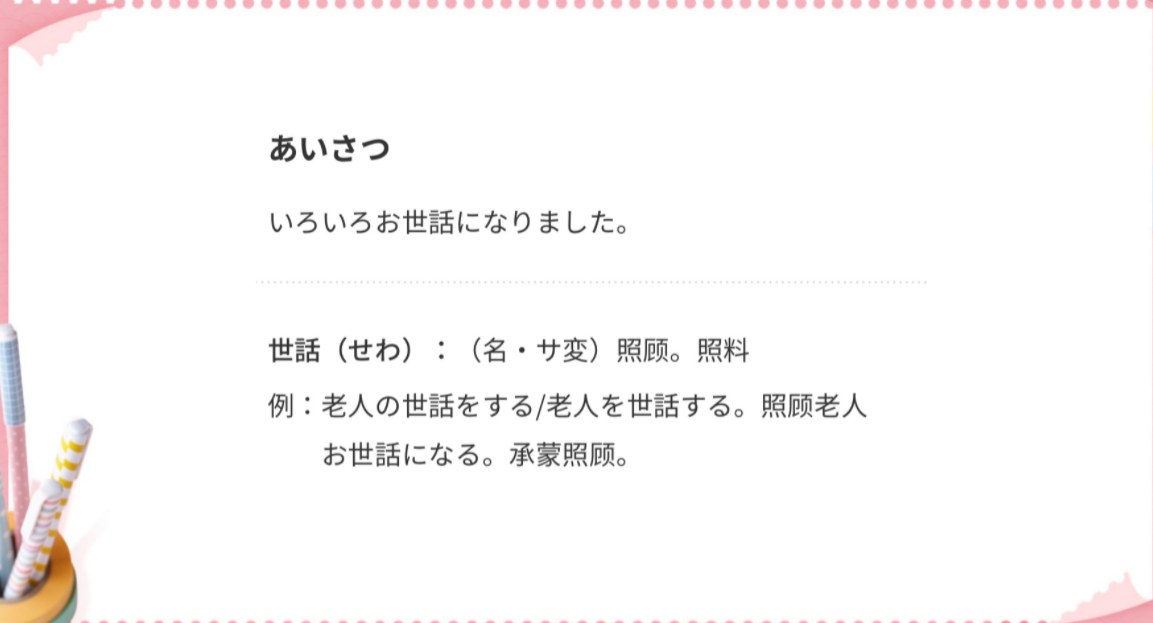 あいさつ
いろいろお世話になりました。
世話（せわ）：（名・サ変）照顾。照料
例：老人の世話をする/老人を世話する。照顾老人
お世話になる。承蒙照顾。